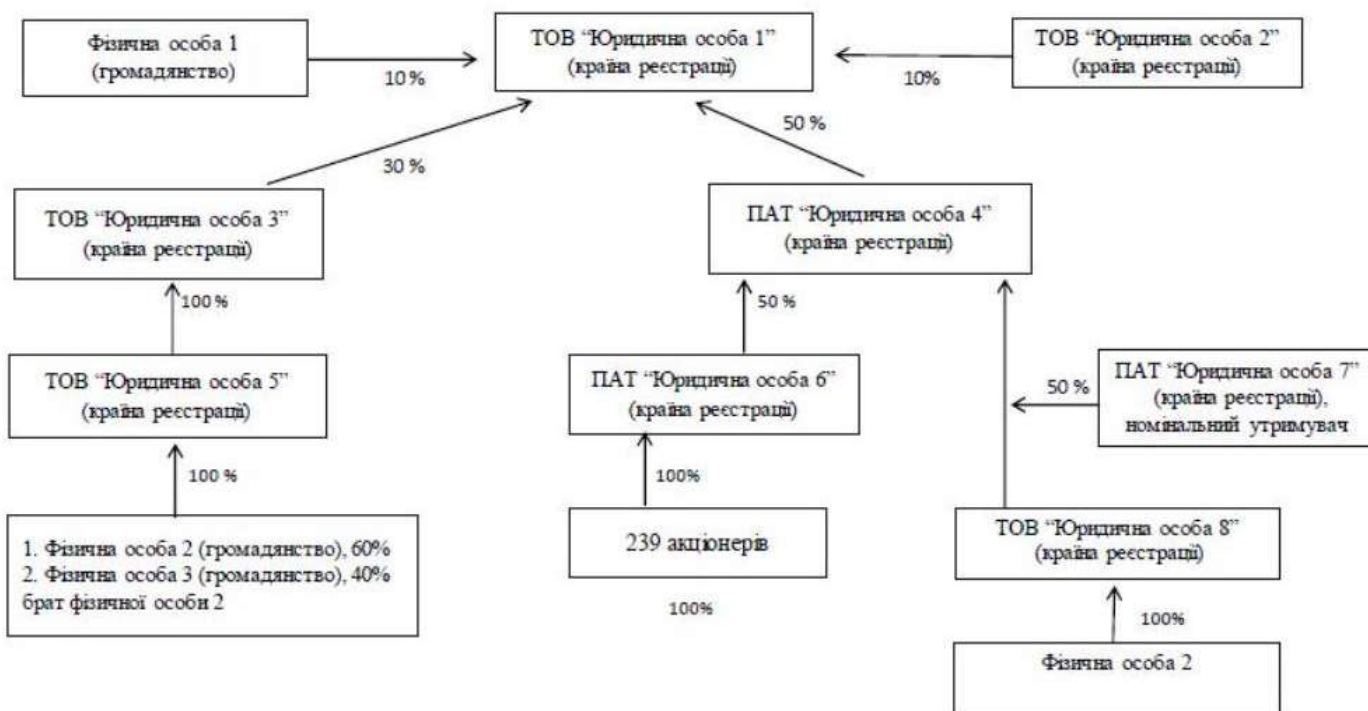 Фізична особа 1
(громадянство)
10 %
ТОВ “Юридична особа 1”
(країна реєстрації)
10%
ТОВ “Юридична особа 2”
(країна реєстрації)
30 %
50 %
ТОВ “Юридична особа 3”
(країна реєстрації)
ПАТ “Юридична особа 4”
(країна реєстрації)
100 %
50 %
ТОВ “Юридична особа 5”
(країна реєстрації)
ПАТ “Юридична особа 6”
(країна реєстрації)
50 %
ПАТ “Юридична особа 7”
(країна реєстрації),
номінальний утримувач
100 %
100%
1. Фізична особа 2 (громадянство), 60%
2. Фізична особа 3 (громадянство), 40%
брат фізичної особи 2
239 акціонерів
100%
ТОВ “Юридична особа 8”
(країна реєстрації)
100%
Фізична особа 2